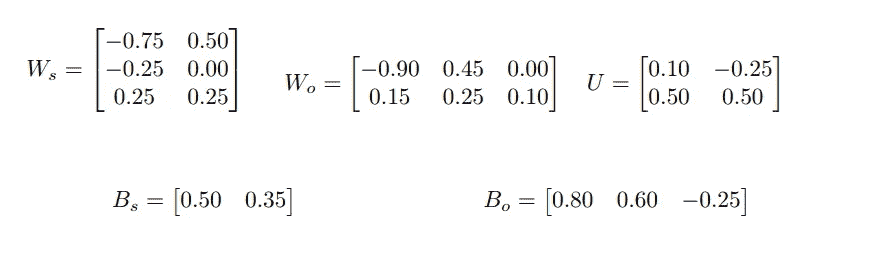 W_s = [−0.75 0.50; −0.25 0.00; 0.25 0.25] W_o = [−0.90 0.45 0.00; 0.15 0.25 0.10] U = [0.10 −0.25; 0.50 0.50]
B_s = [0.50 0.35] B_o = [0.80 0.60 −0.25]